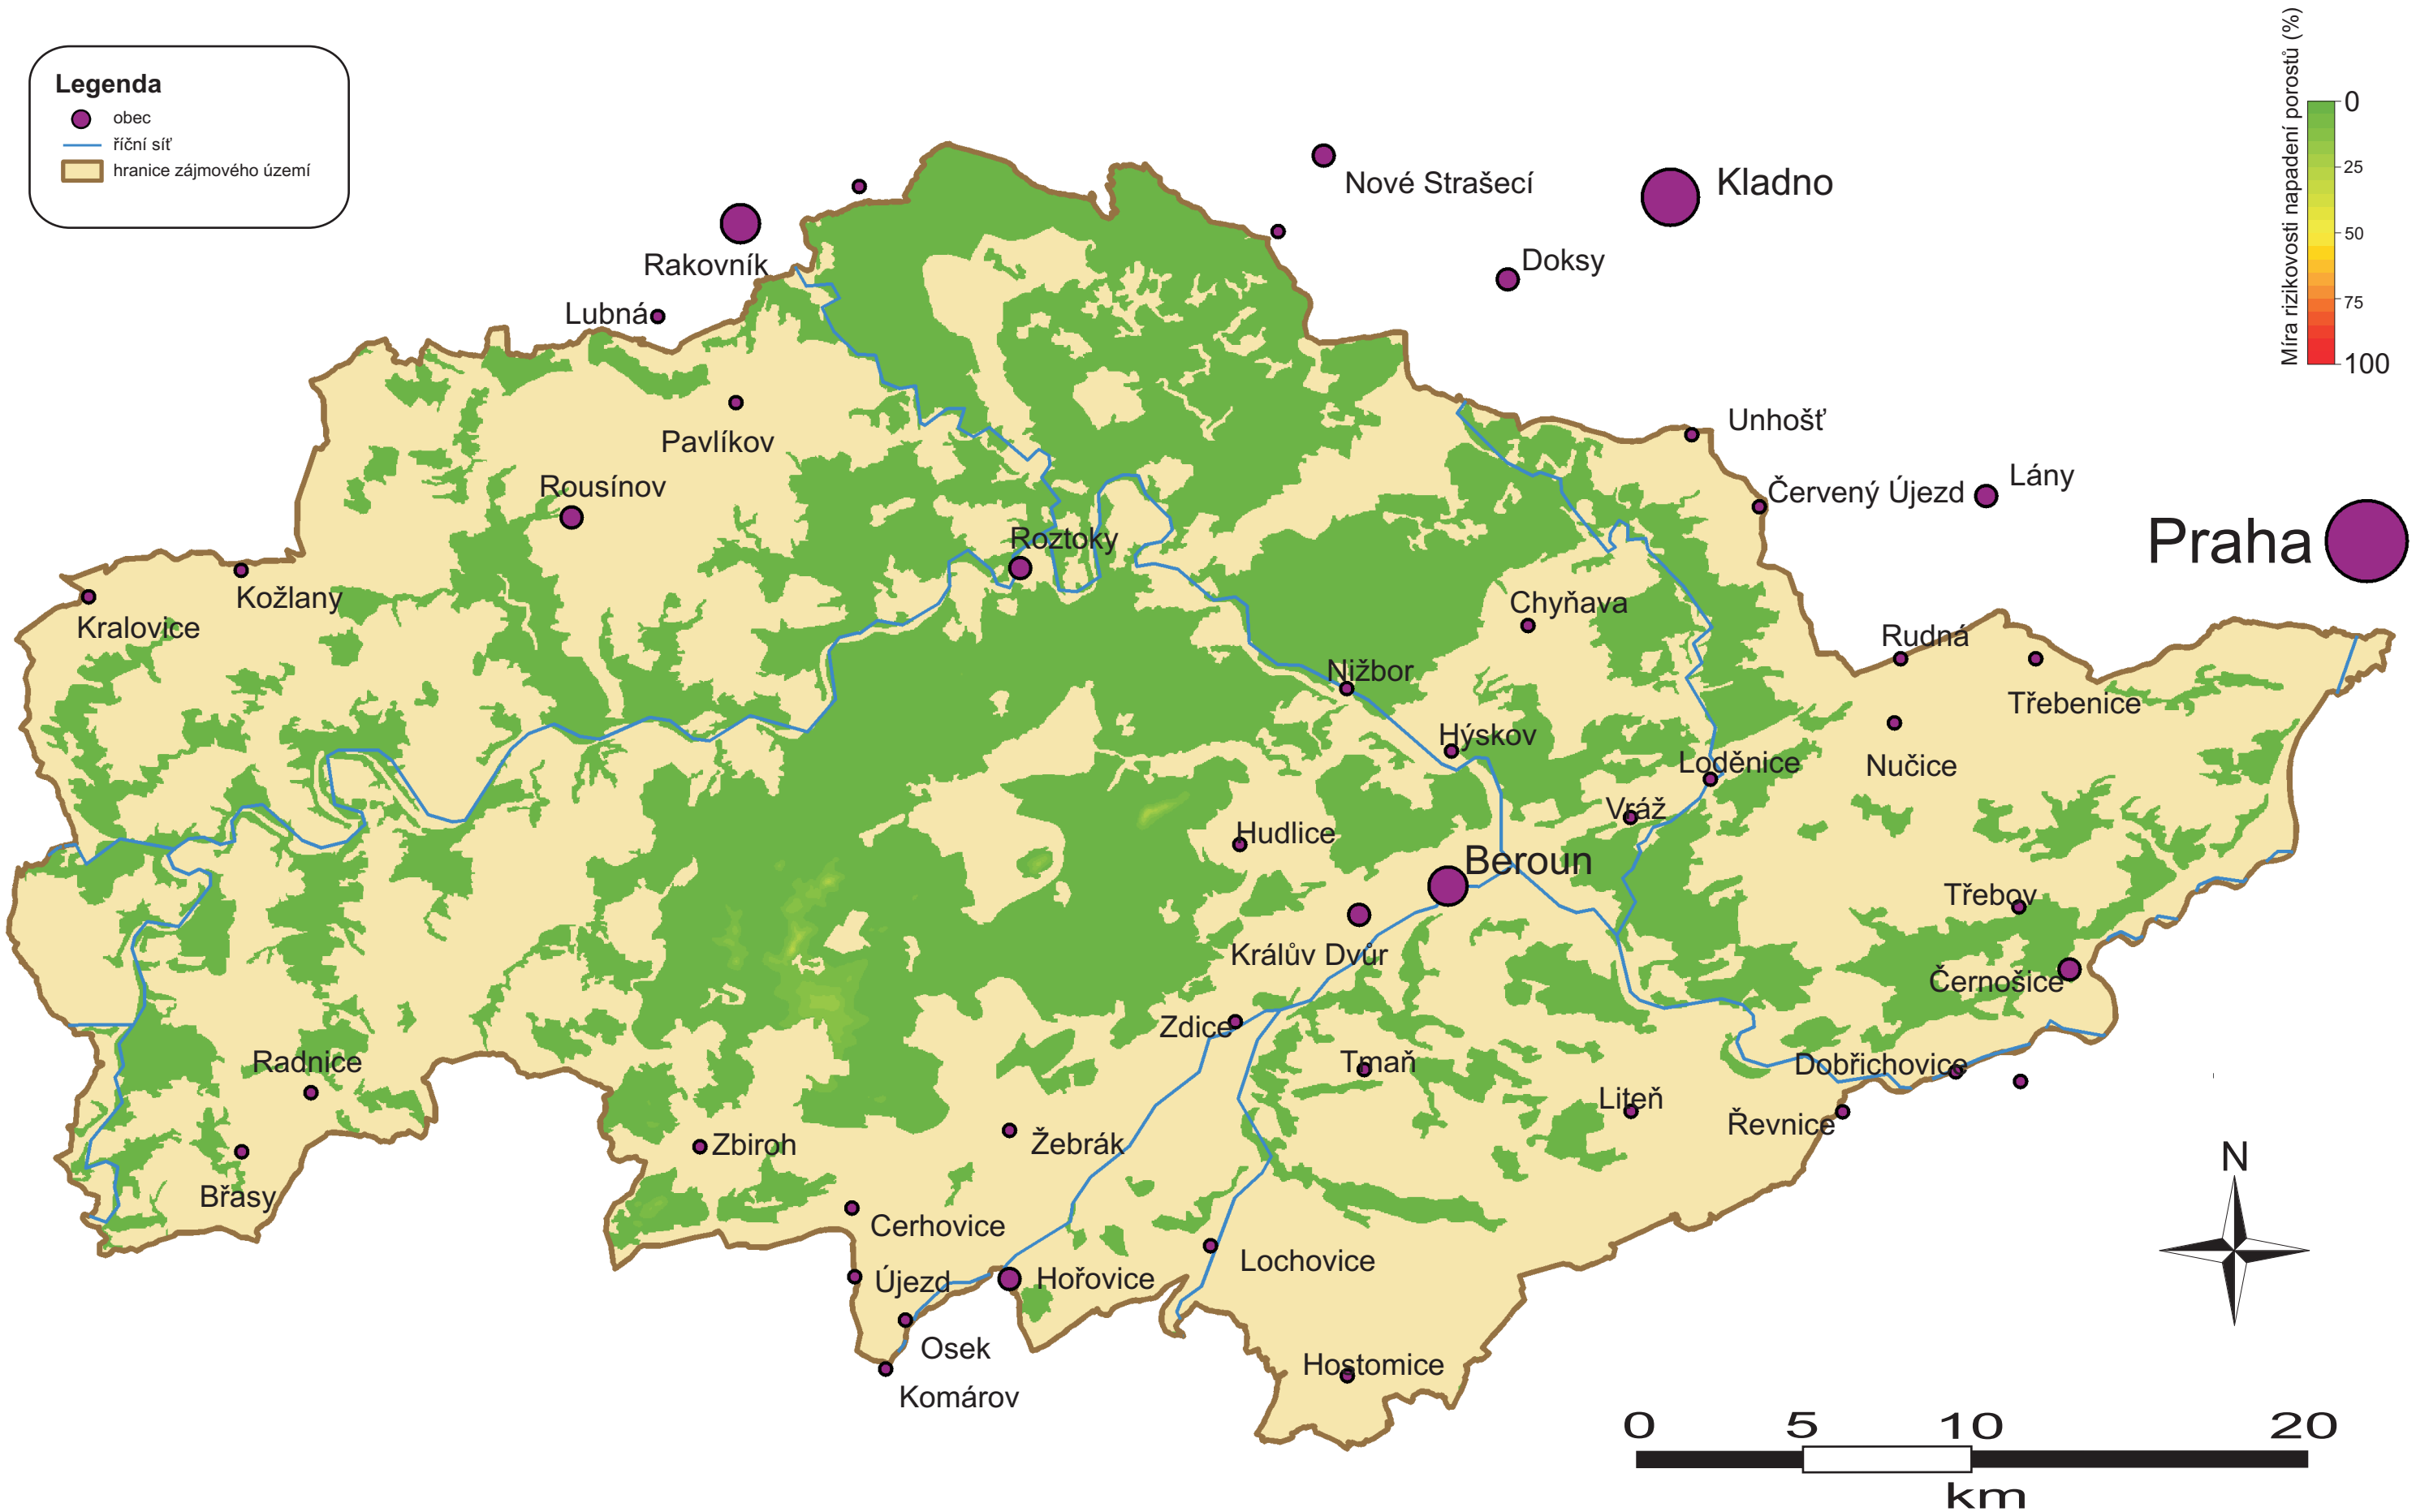 Legenda
obec
říční síť
hranice zájmového území
Míra rizikovosti napadení porostů (%)
0
25
50
75
100
Nové Strašecí
Kladno
Rakovník
Doksy
Lubná
Pavlíkov
Unhošť
Rousínov
Červený Újezd
Lány
Praha
Roztoky
Kožlany
Kralovice
Chyňava
Rudná
Nižbor
Třebenice
Hýskov
Loděnice
Nučice
Vráž
Hudlice
Beroun
Třebov
Králův Dvůr
Černošice
Zdice
Radnice
Tmaň
Dobřichovice
Liteň
Řevnice
Zbiroh
Žebrák
N
Břasy
Cerhovice
Lochovice
Újezd
Hořovice
Osek
Hostomice
Komárov
0 5 10 20
km